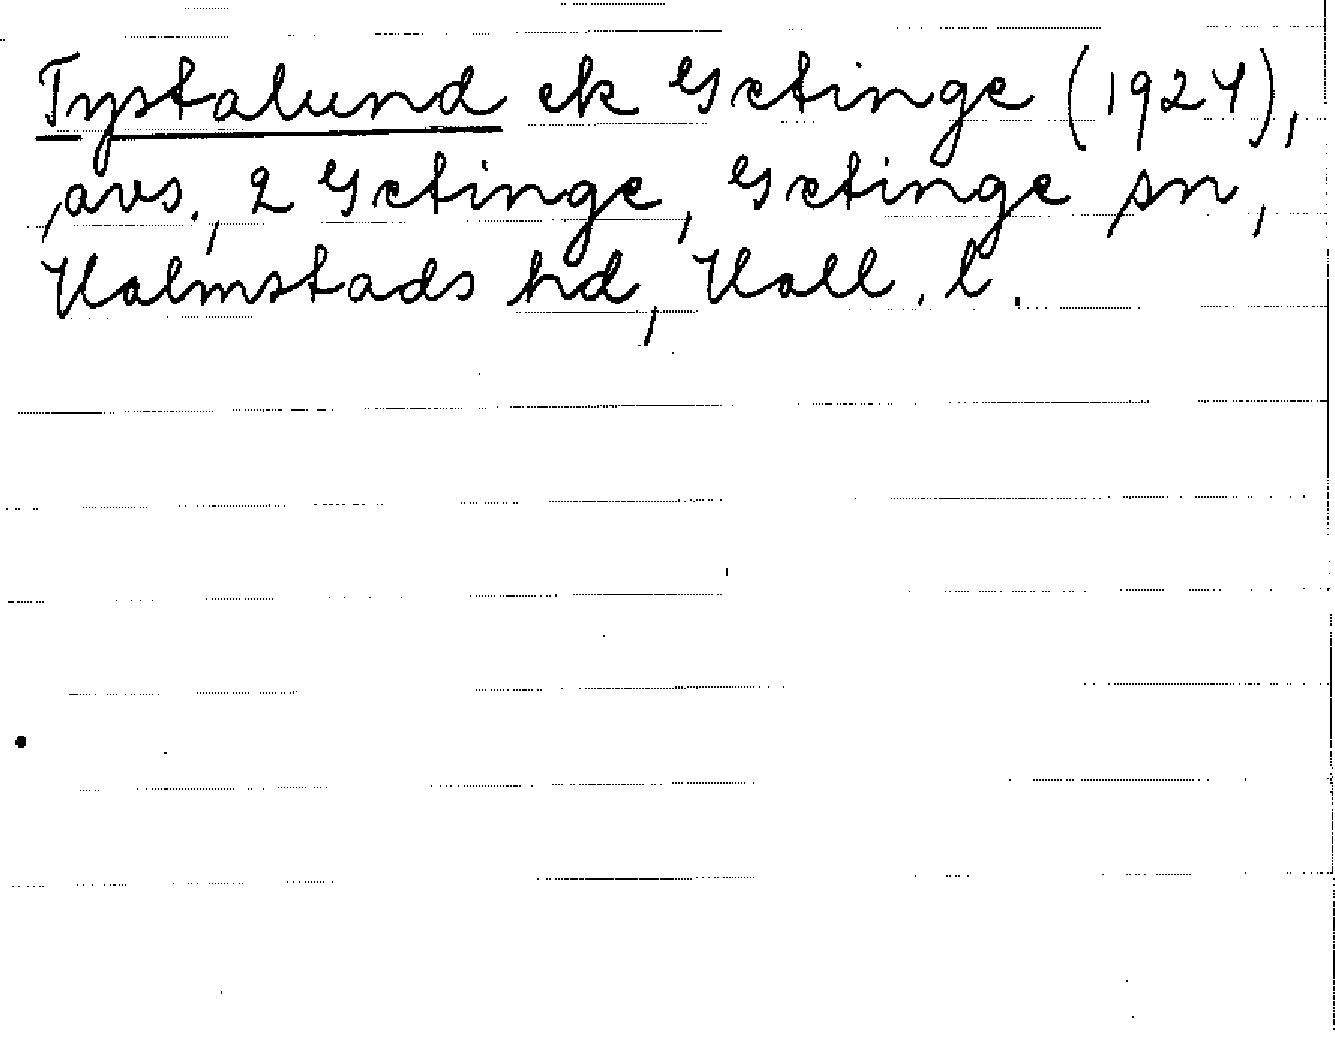 Tystalund ek Getinge (1924),
avs., 2 Getinge, Getinge sn,
Halmstads hd, Hall. l.